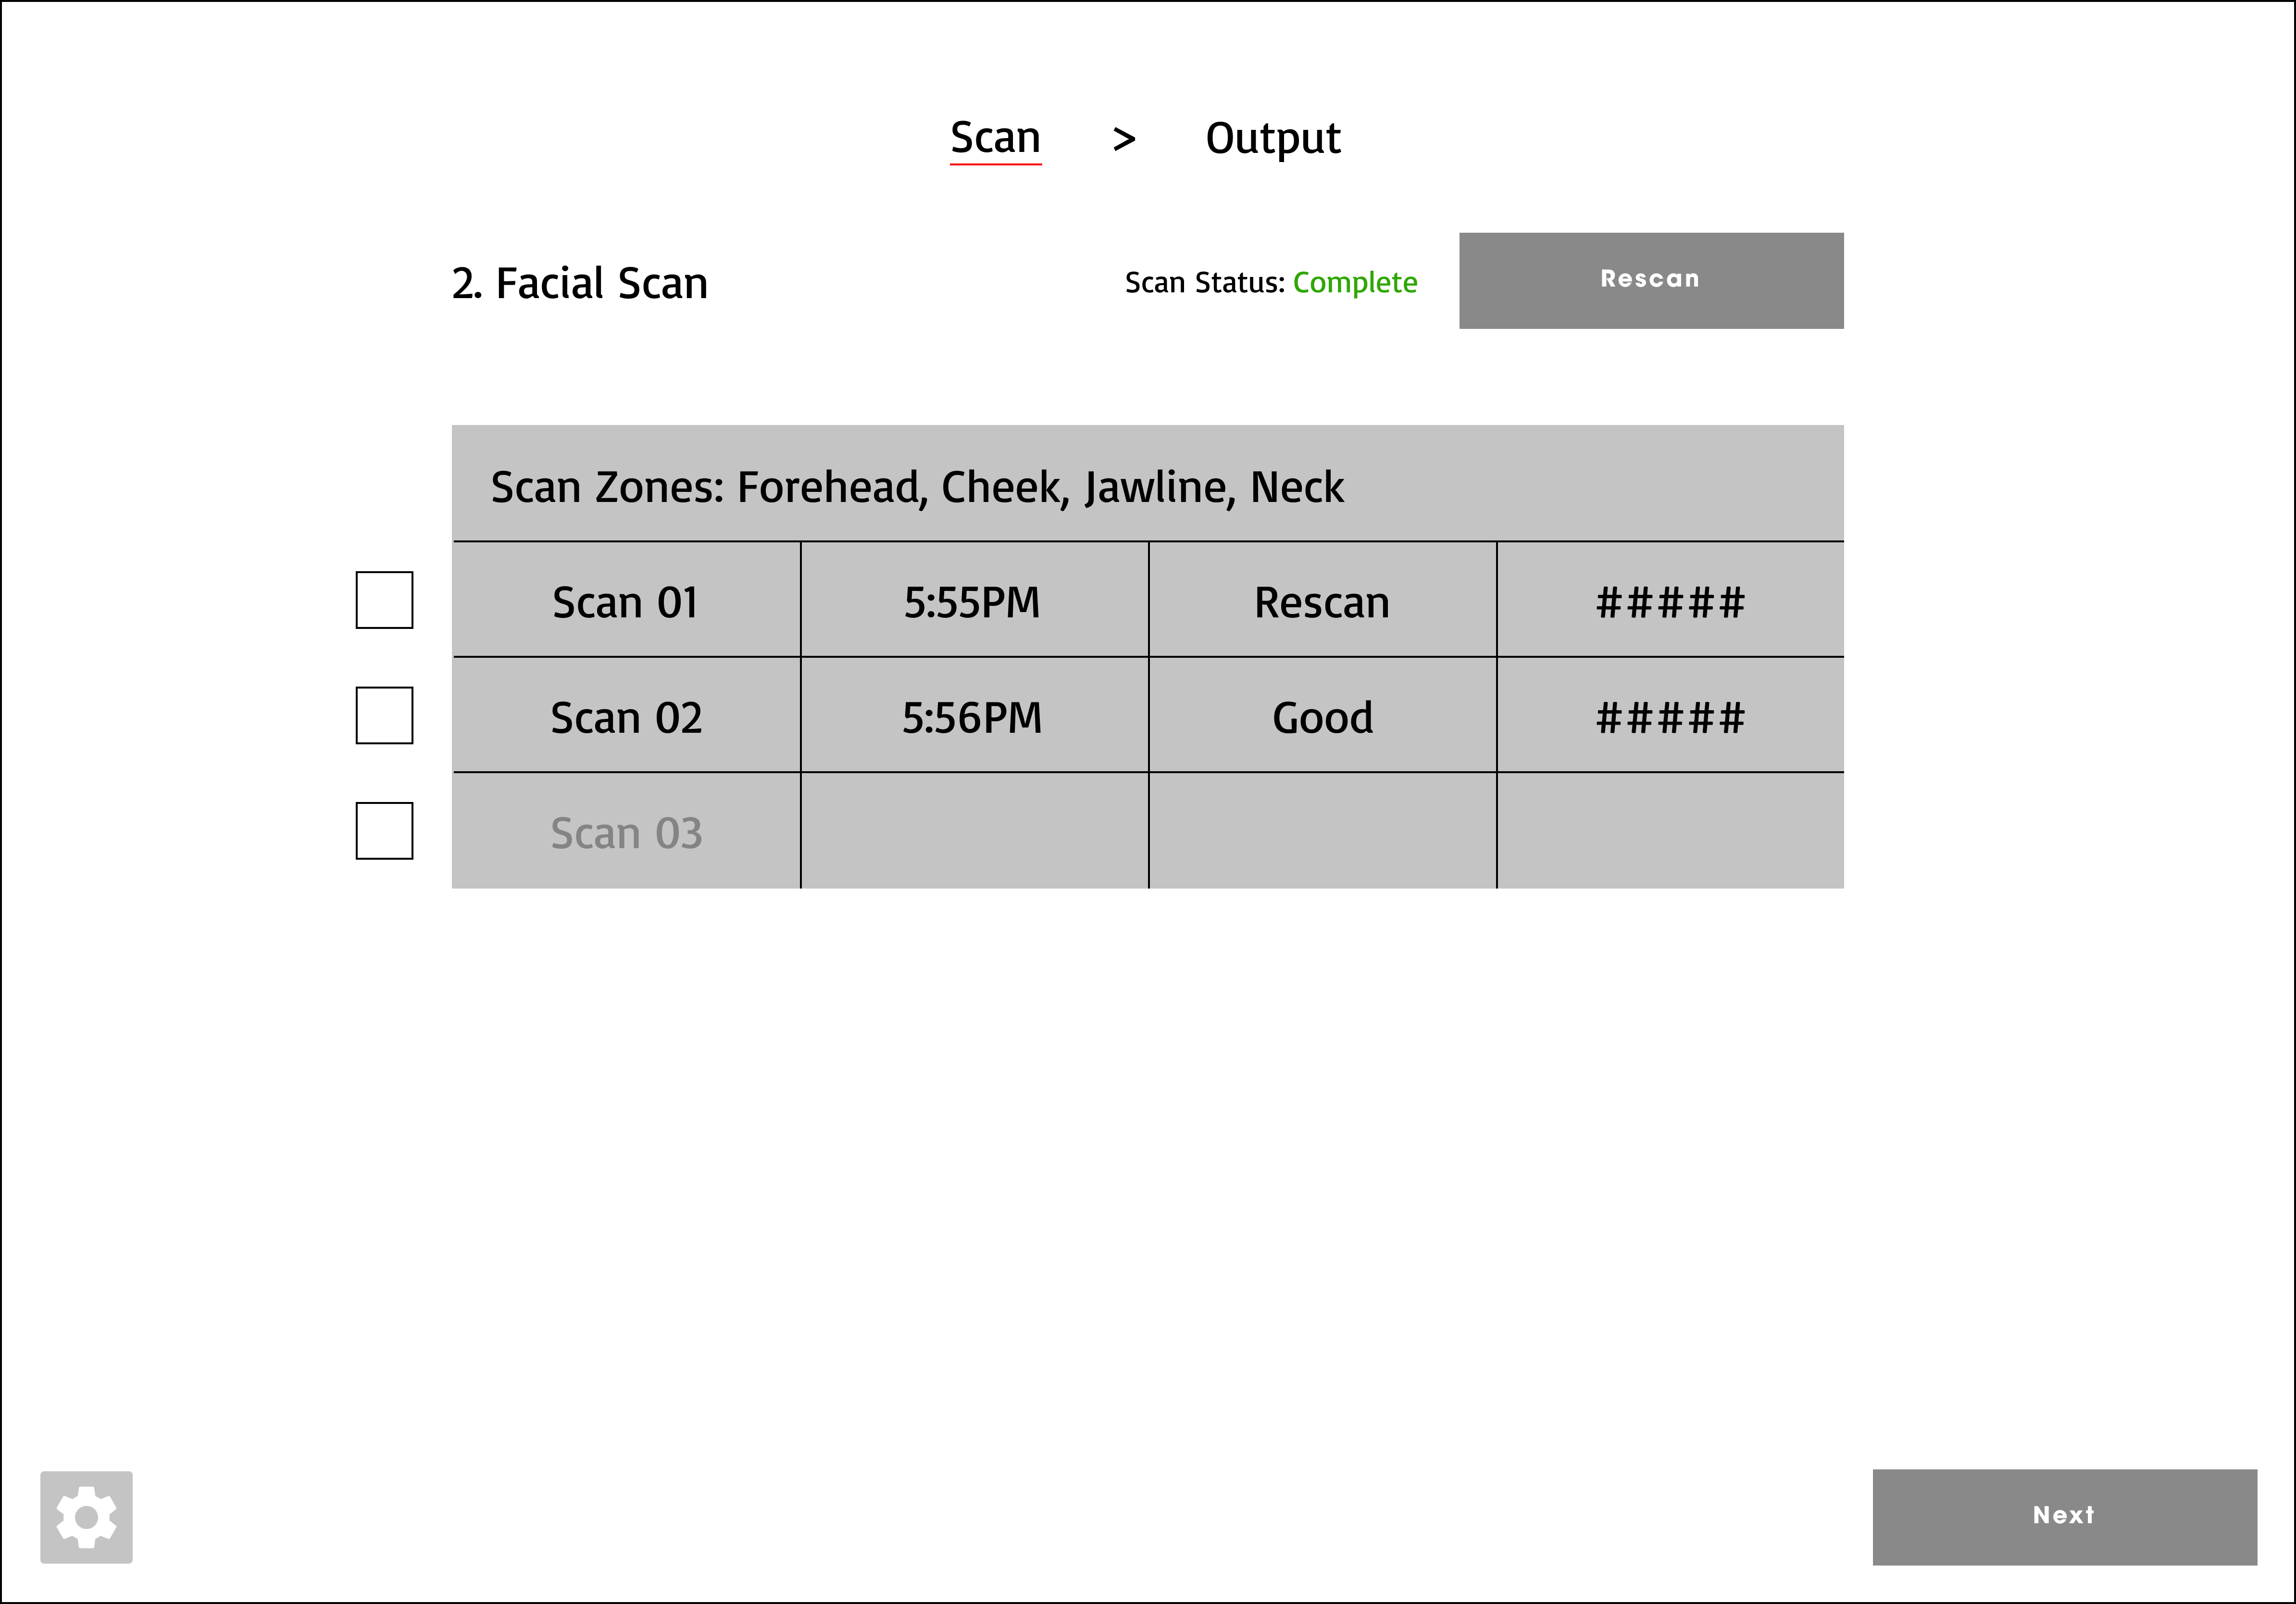 Scan > Output
2. Facial Scan
Scan Status: Complete
Rescan
Scan Zones: Forehead, Cheek, Jawline, Neck
Scan 01 5:55PM Rescan #####
Scan 02 5:56PM Good #####
Scan 03
Next